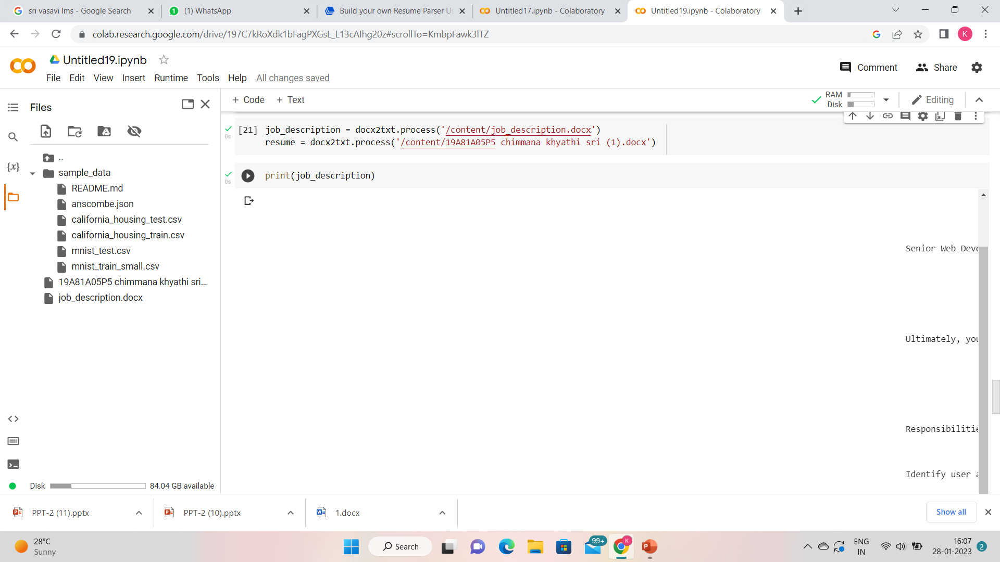 sri vasavi lms - Google Search
(1) WhatsApp
Build your own Resume Parser Us
Untitled17.ipynb - Colaboratory
Untitled19.ipynb - Colaboratory
colab.research.google.com/drive/197C7kRoXdk1bFagPXGsL_L13cAIhg20z#scrollTo=KmbpFawk3lTZ
K
Untitled19.ipynb
File Edit View Insert Runtime Tools Help All changes saved
Comment
Share
Files
+ Code + Text
RAM
Disk
Editing
..
sample_data
README.md
anscombe.json
california_housing_test.csv
california_housing_train.csv
mnist_test.csv
mnist_train_small.csv
19A81A05P5 chimmana khyathi sri...
job_description.docx
{x}
Disk 84.04 GB available
0s
[21] job_description = docx2txt.process('/content/job_description.docx')
resume = docx2txt.process('/content/19A81A05P5 chimmana khyathi sri (1).docx')
0s
print(job_description)
Senior Web Deve
Ultimately, you
Responsibilitie
Identify user a
PPT-2 (11).pptx
PPT-2 (10).pptx
1.docx
Show all
28°C
Sunny
Search
99+
K
ENG
IN
16:07
28-01-2023
2